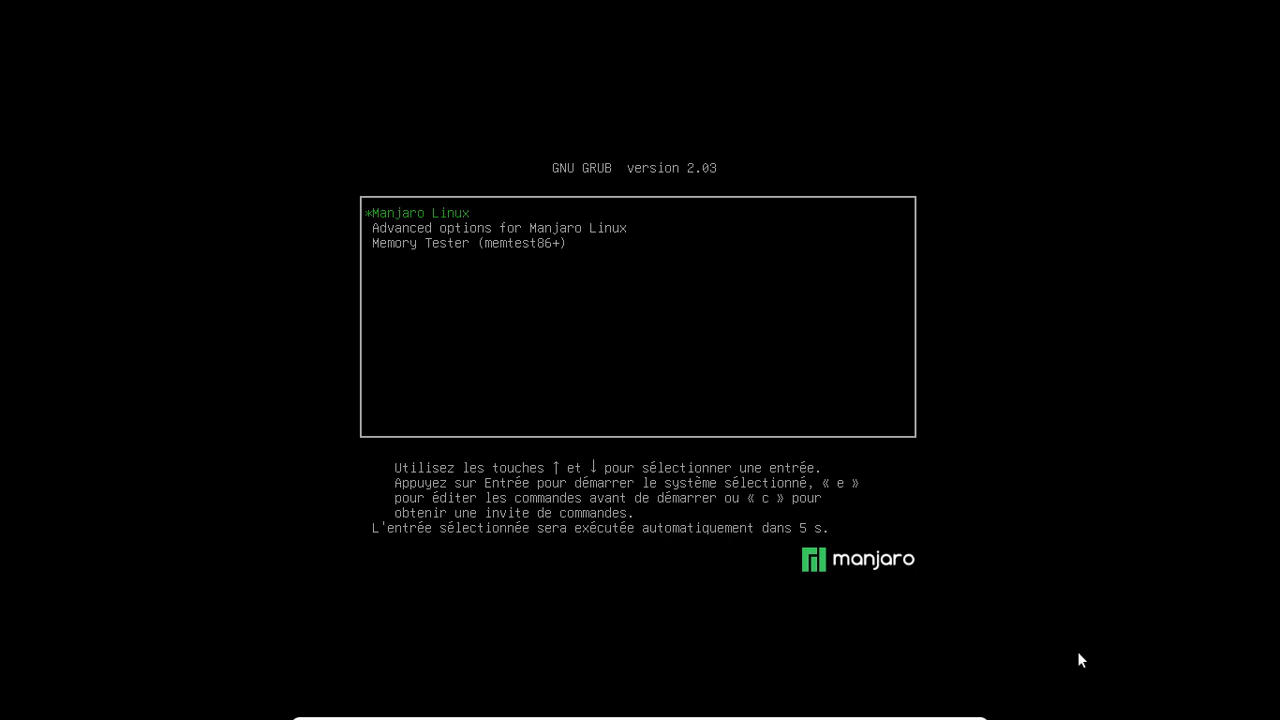 GNU GRUB  version 2.03
*Manjaro Linux
Advanced options for Manjaro Linux
Memory Tester (memtest86+)
Utilisez les touches ↑ et ↓ pour sélectionner une entrée.
Appuyez sur Entrée pour démarrer le système sélectionné, « e »
pour éditer les commandes avant de démarrer ou « c » pour
obtenir une invite de commandes.
L'entrée sélectionnée sera exécutée automatiquement dans 5 s.
manjaro